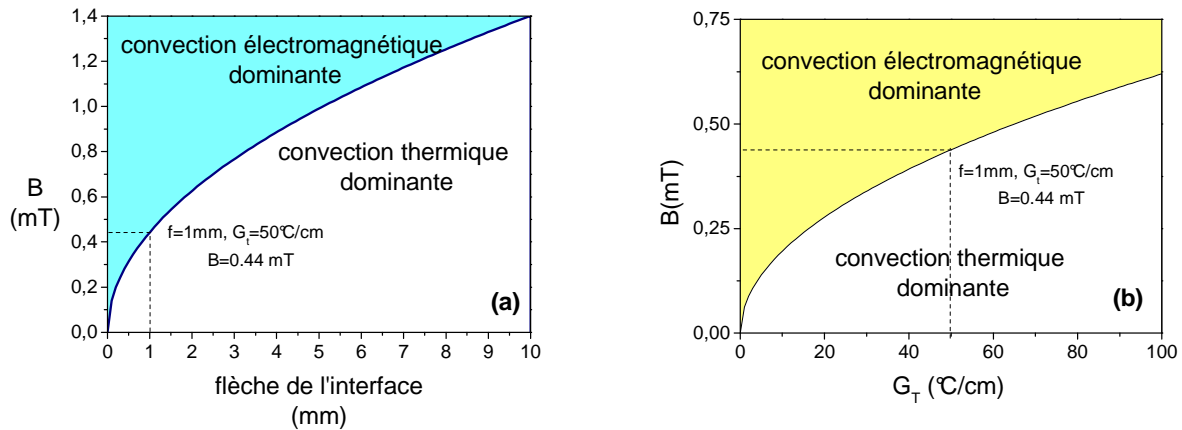 1,4
1,2
1,0
0,8
0,6
0,4
0,2
0,0
B
(mT)
convection électromagnétique
dominante
convection thermique
dominante
f=1mm, Gt=50°C/cm
B=0.44 mT
(a)
0 1 2 3 4 5 6 7 8 9 10
flèche de l'interface
(mm)
0,75
0,50
0,25
0,00
B(mT)
convection électromagnétique
dominante
f=1mm, Gt=50°C/cm
B=0.44 mT
convection thermique
dominante
(b)
0 20 40 60 80 100
GT (°C/cm)